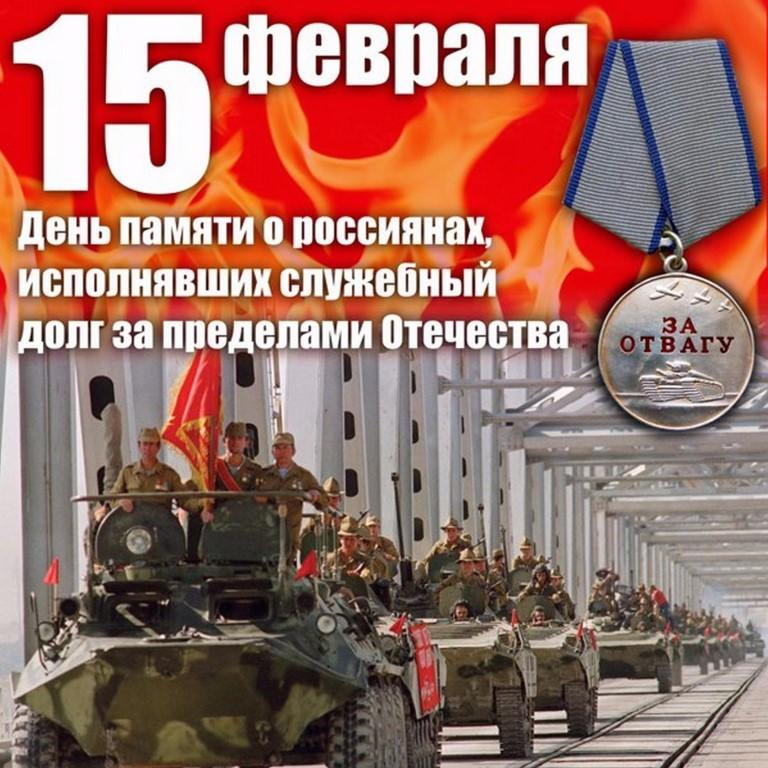 15 февраля
День памяти о россиянах,
исполнявших служебный
долг за пределами Отечества
ЗА
ОТВАГУ